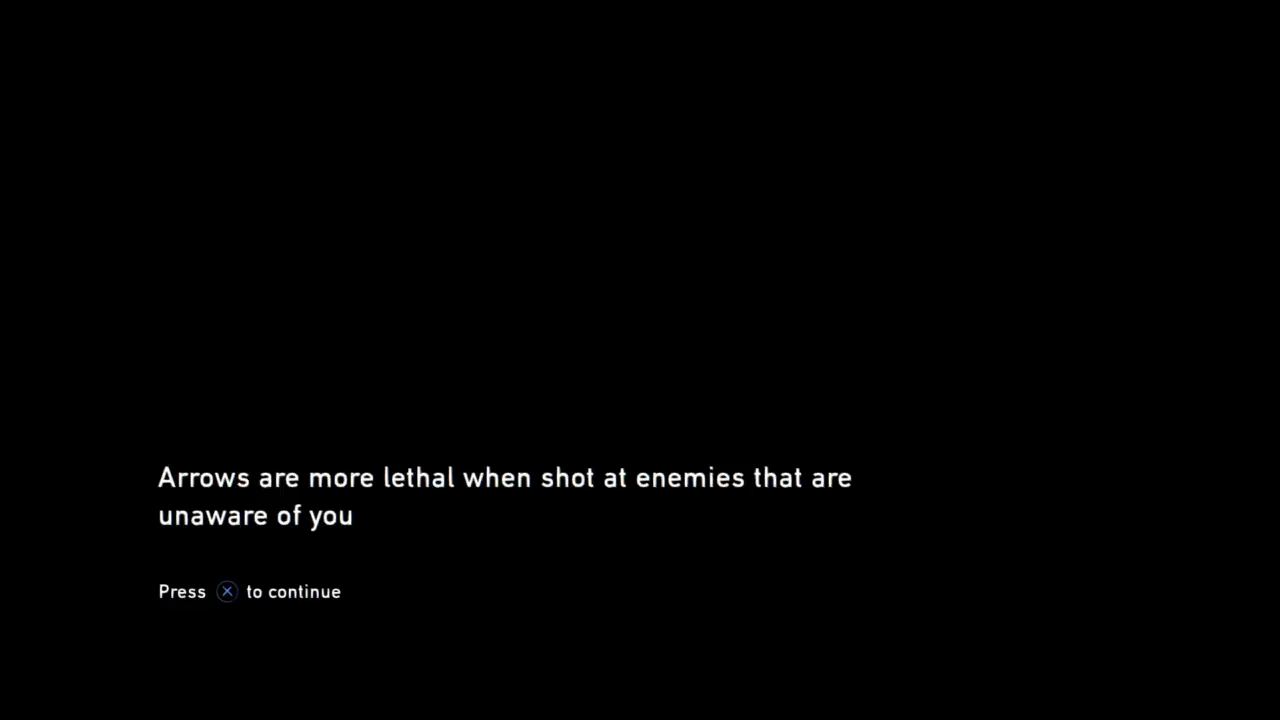 Arrows are more lethal when shot at enemies that are
unaware of you
Press ⓧ to continue